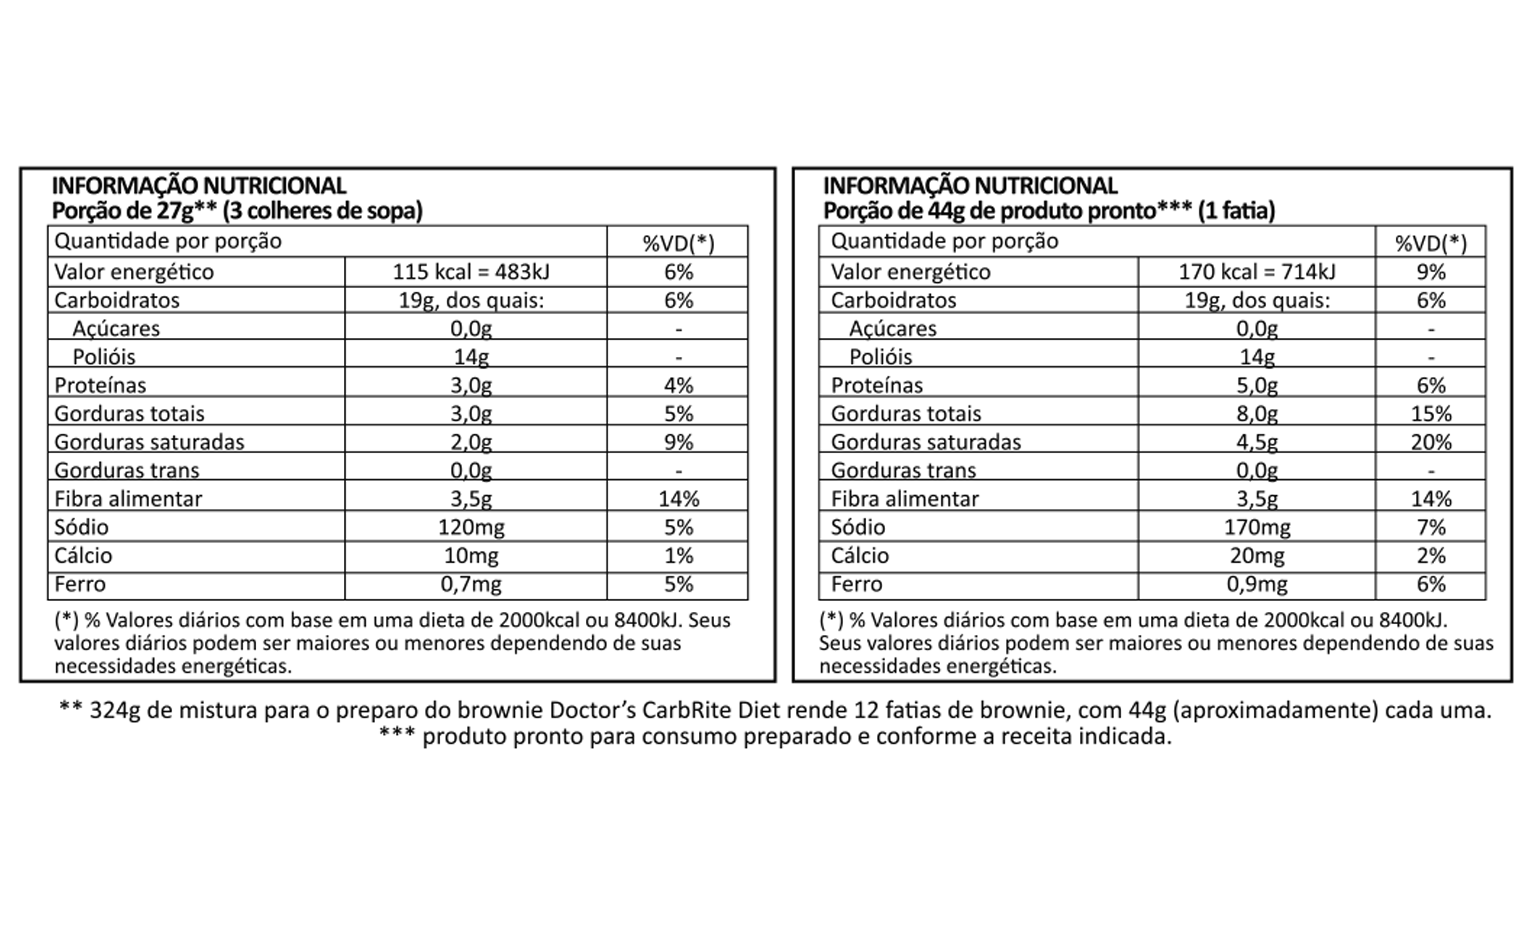 INFORMAÇÃO NUTRICIONAL
Porção de 27g** (3 colheres de sopa)
Quantidade por porção %VD(*)
Valor energético 115 kcal = 483kJ 6%
Carboidratos 19g, dos quais: 6%
Açúcares 0,0g -
Polióis 14g -
Proteínas 3,0g 4%
Gorduras totais 3,0g 5%
Gorduras saturadas 2,0g 9%
Gorduras trans 0,0g -
Fibra alimentar 3,5g 14%
Sódio 120mg 5%
Cálcio 10mg 1%
Ferro 0,7mg 5%
(*) % Valores diários com base em uma dieta de 2000kcal ou 8400kJ. Seus
valores diários podem ser maiores ou menores dependendo de suas
necessidades energéticas.
INFORMAÇÃO NUTRICIONAL
Porção de 44g de produto pronto*** (1 fatia)
Quantidade por porção %VD(*)
Valor energético 170 kcal = 714kJ 9%
Carboidratos 19g, dos quais: 6%
Açúcares 0,0g -
Polióis 14g -
Proteínas 5,0g 6%
Gorduras totais 8,0g 15%
Gorduras saturadas 4,5g 20%
Gorduras trans 0,0g -
Fibra alimentar 3,5g 14%
Sódio 170mg 7%
Cálcio 20mg 2%
Ferro 0,9mg 6%
(*) % Valores diários com base em uma dieta de 2000kcal ou 8400kJ.
Seus valores diários podem ser maiores ou menores dependendo de suas
necessidades energéticas.
** 324g de mistura para o preparo do brownie Doctor's CarbRite Diet rende 12 fatias de brownie, com 44g (aproximadamente) cada uma.
*** produto pronto para consumo preparado e conforme a receita indicada.